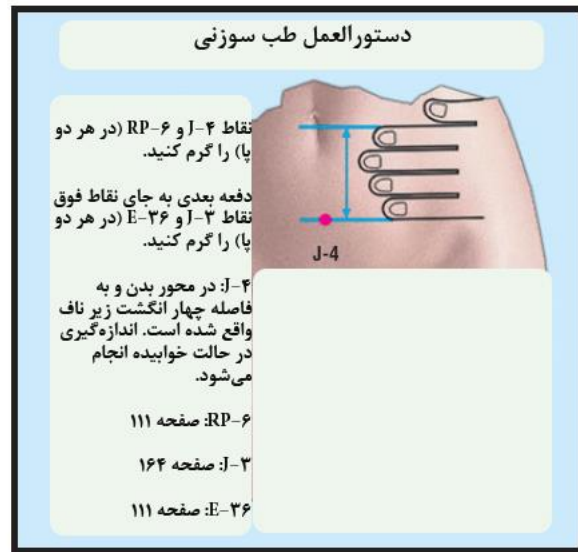 دستورالعمل طب سوزنی
نقاط J-۴ و RP-۶ (در هر دو
پا) را گرم کنید.
دفعه بعدی به جای نقاط فوق
نقاط J-۳ و E-۳۶ (در هر دو
پا) را گرم کنید.
J-۴: در محور بدن و به
فاصله چهار انگشت زیر ناف
واقع شده است. اندازه‌گیری
در حالت خوابیده انجام
می‌شود.
RP-۶: صفحه ۱۱۱
J-۳: صفحه ۱۶۴
E-۳۶: صفحه ۱۱۱
J-4